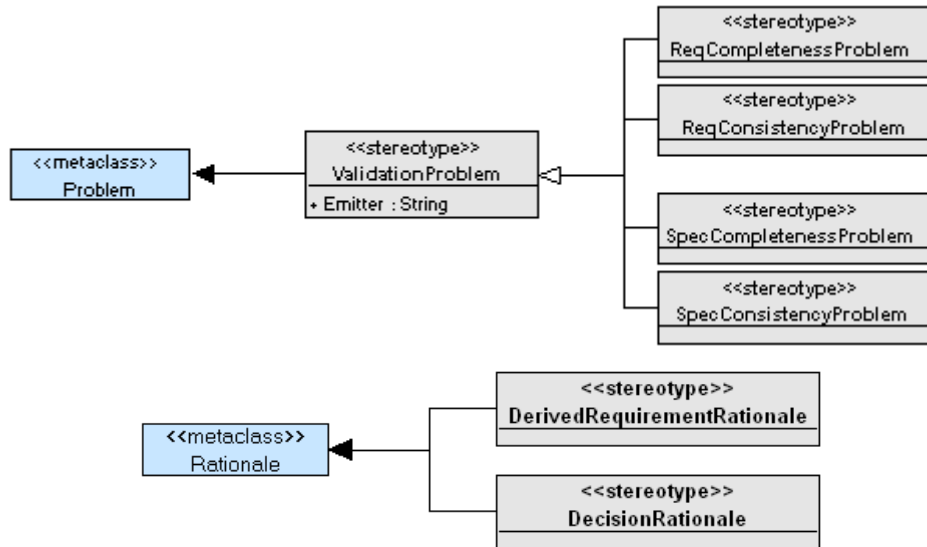 <<stereotype>>
ReqCompletenessProblem
<<stereotype>>
ReqConsistencyProblem
<<metaclass>>
Problem
<<stereotype>>
ValidationProblem
+ Emitter : String
<<stereotype>>
SpecCompletenessProblem
<<stereotype>>
SpecConsistencyProblem
<<metaclass>>
Rationale
<<stereotype>>
DerivedRequirementRationale
<<stereotype>>
DecisionRationale